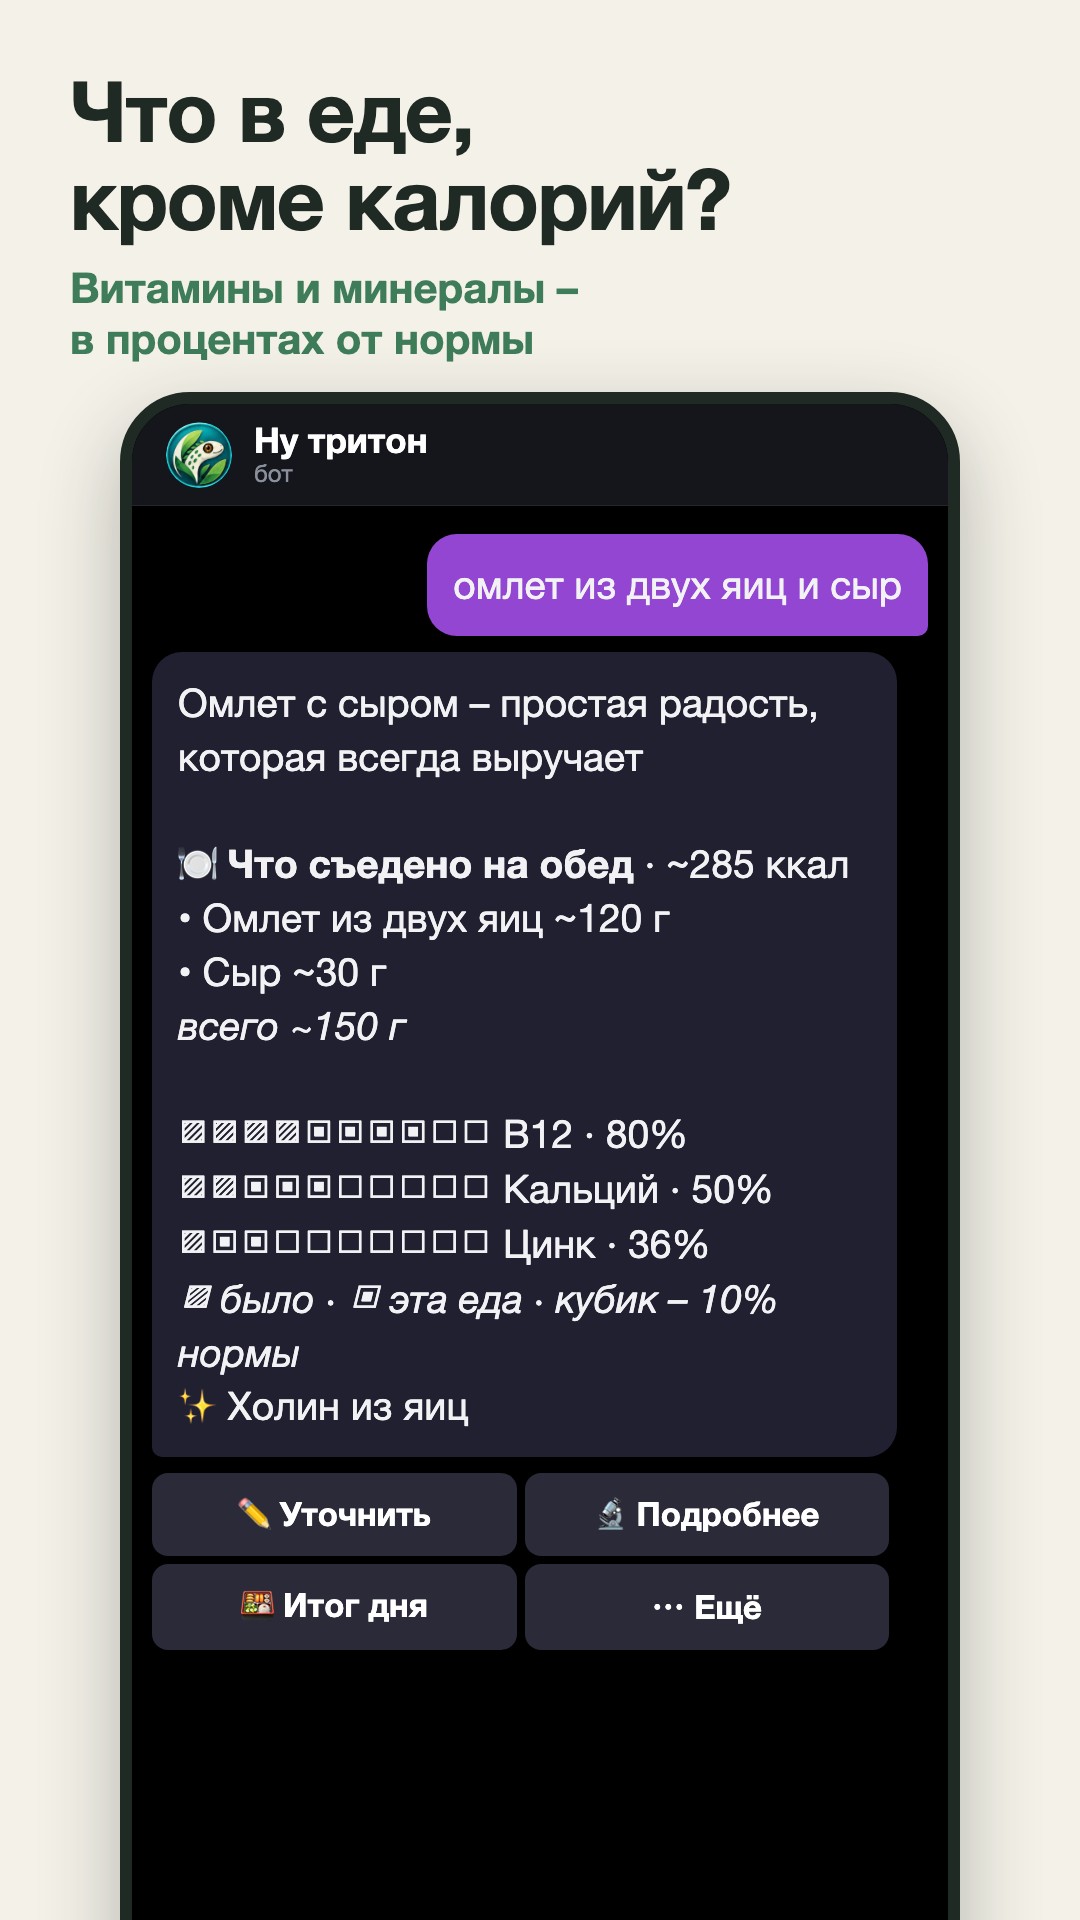 Что в еде,
кроме калорий?
Витамины и минералы –
в процентах от нормы
Ну тритон
бот
омлет из двух яиц и сыр
Омлет с сыром – простая радость,
которая всегда выручает
🍽️ Что съедено на обед · ~285 ккал
• Омлет из двух яиц ~120 г
• Сыр ~30 г
всего ~150 г
▨▨▨▨▣▣▣▣□□ B12 · 80%
▨▨▣▣▣□□□□□ Кальций · 50%
▨▣▣□□□□□□□ Цинк · 36%
▨ было · ▣ эта еда · кубик – 10%
нормы
✨ Холин из яиц
✏️ Уточнить
🔬 Подробнее
🍱 Итог дня
··· Ещё